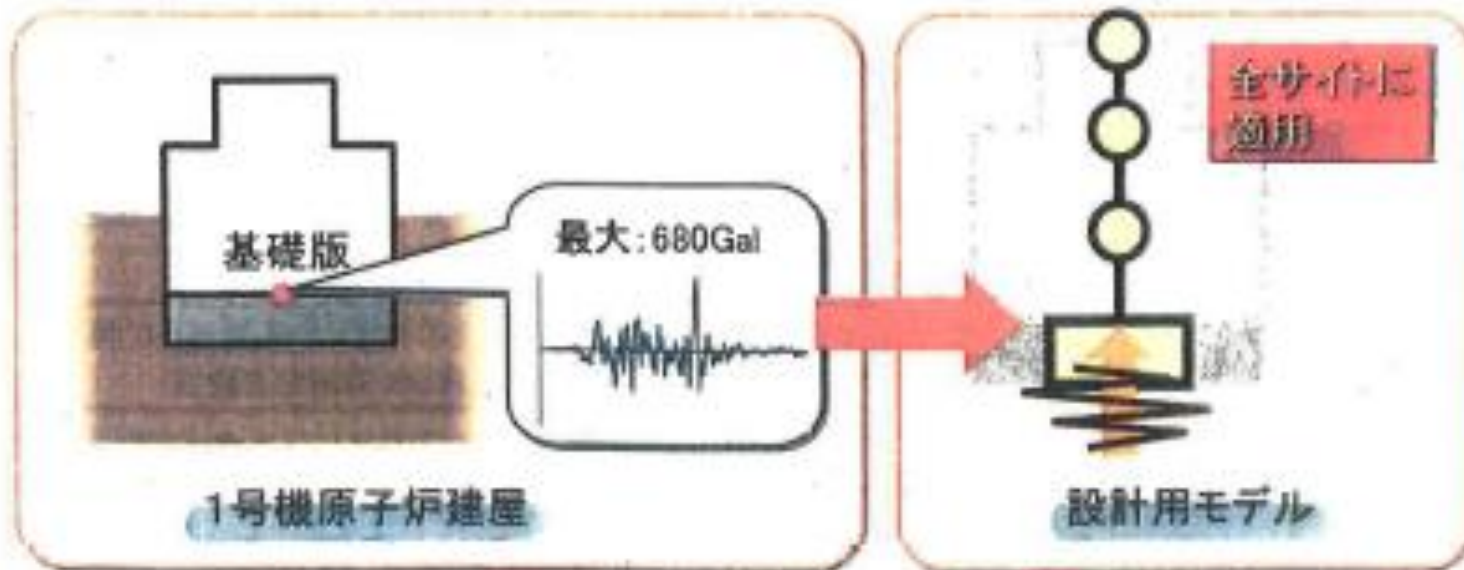 基礎版
最大:680Gal
1号機原子炉建屋
全サイトに
適用
設計用モデル